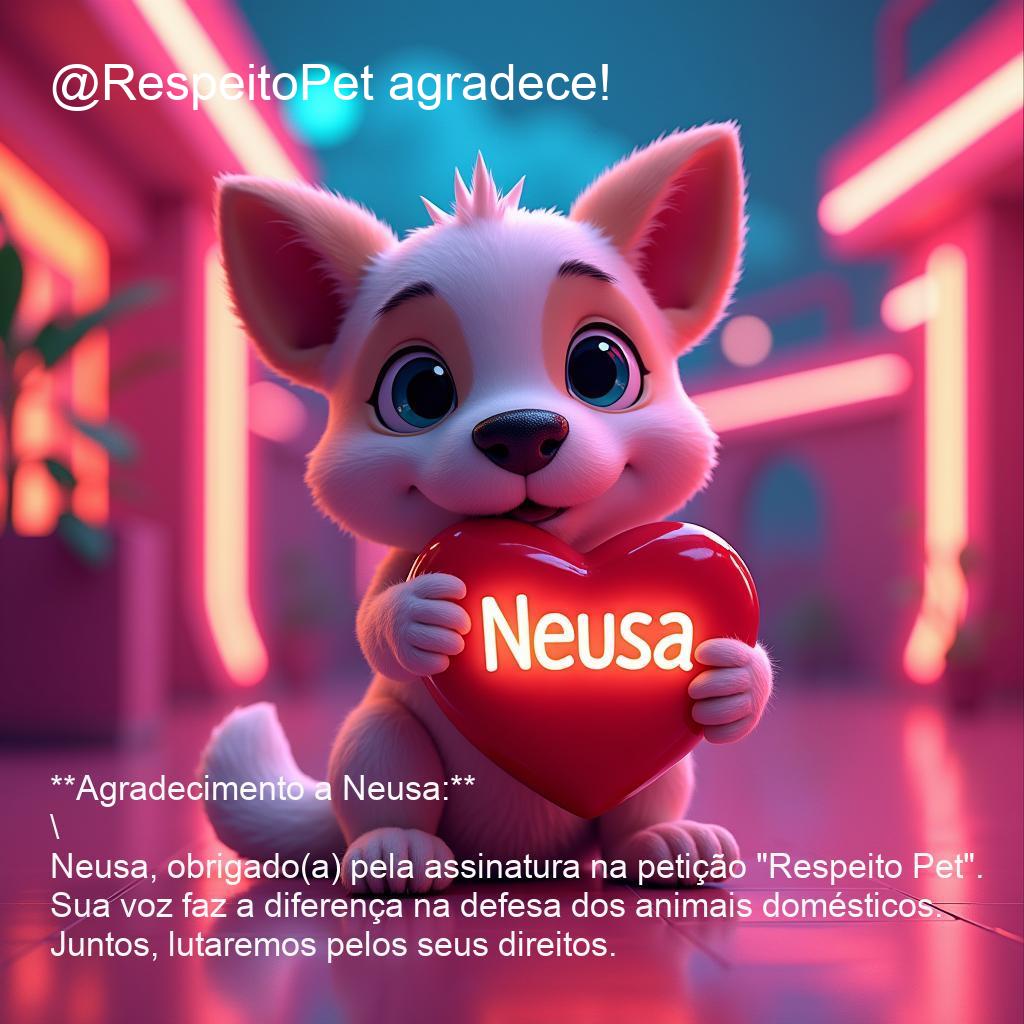 @RespeitoPet agradece!
Neusa
**Agradecimento a Neusa:**
\
Neusa, obrigado(a) pela assinatura na petição "Respeito Pet".
Sua voz faz a diferença na defesa dos animais domésticos.
Juntos, lutaremos pelos seus direitos.